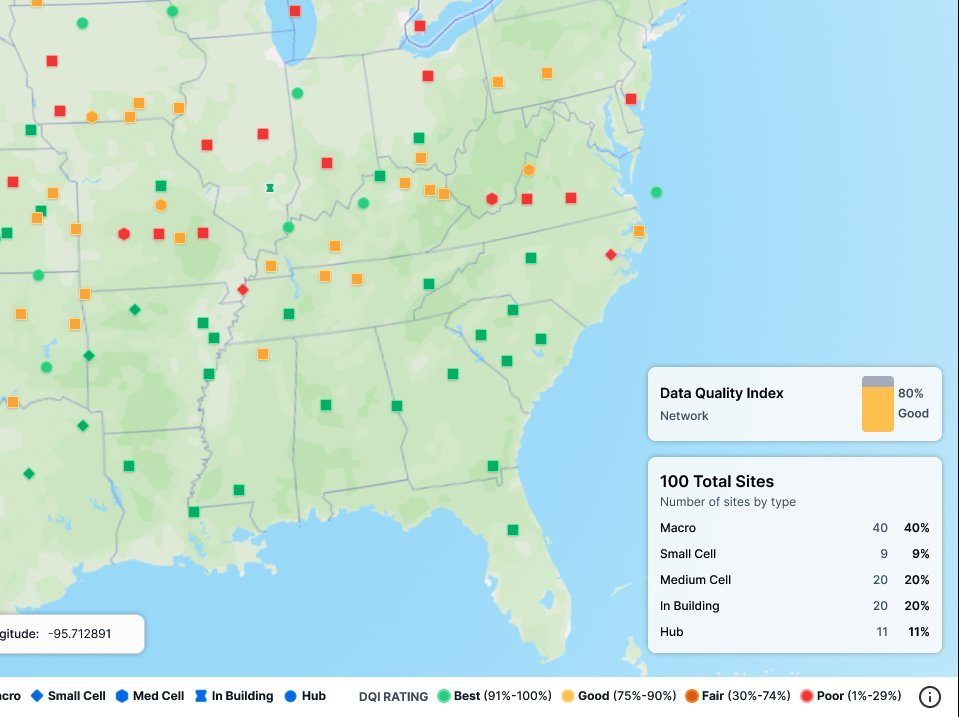 Data Quality Index
Network
80%
Good
100 Total Sites
Number of sites by type
Macro 40 40%
Small Cell 9 9%
Medium Cell 20 20%
In Building 20 20%
Hub 11 11%
gitude: -95.712891
acro Small Cell Med Cell In Building Hub DQI RATING Best (91%-100%) Good (75%-90%) Fair (30%-74%) Poor (1%-29%)